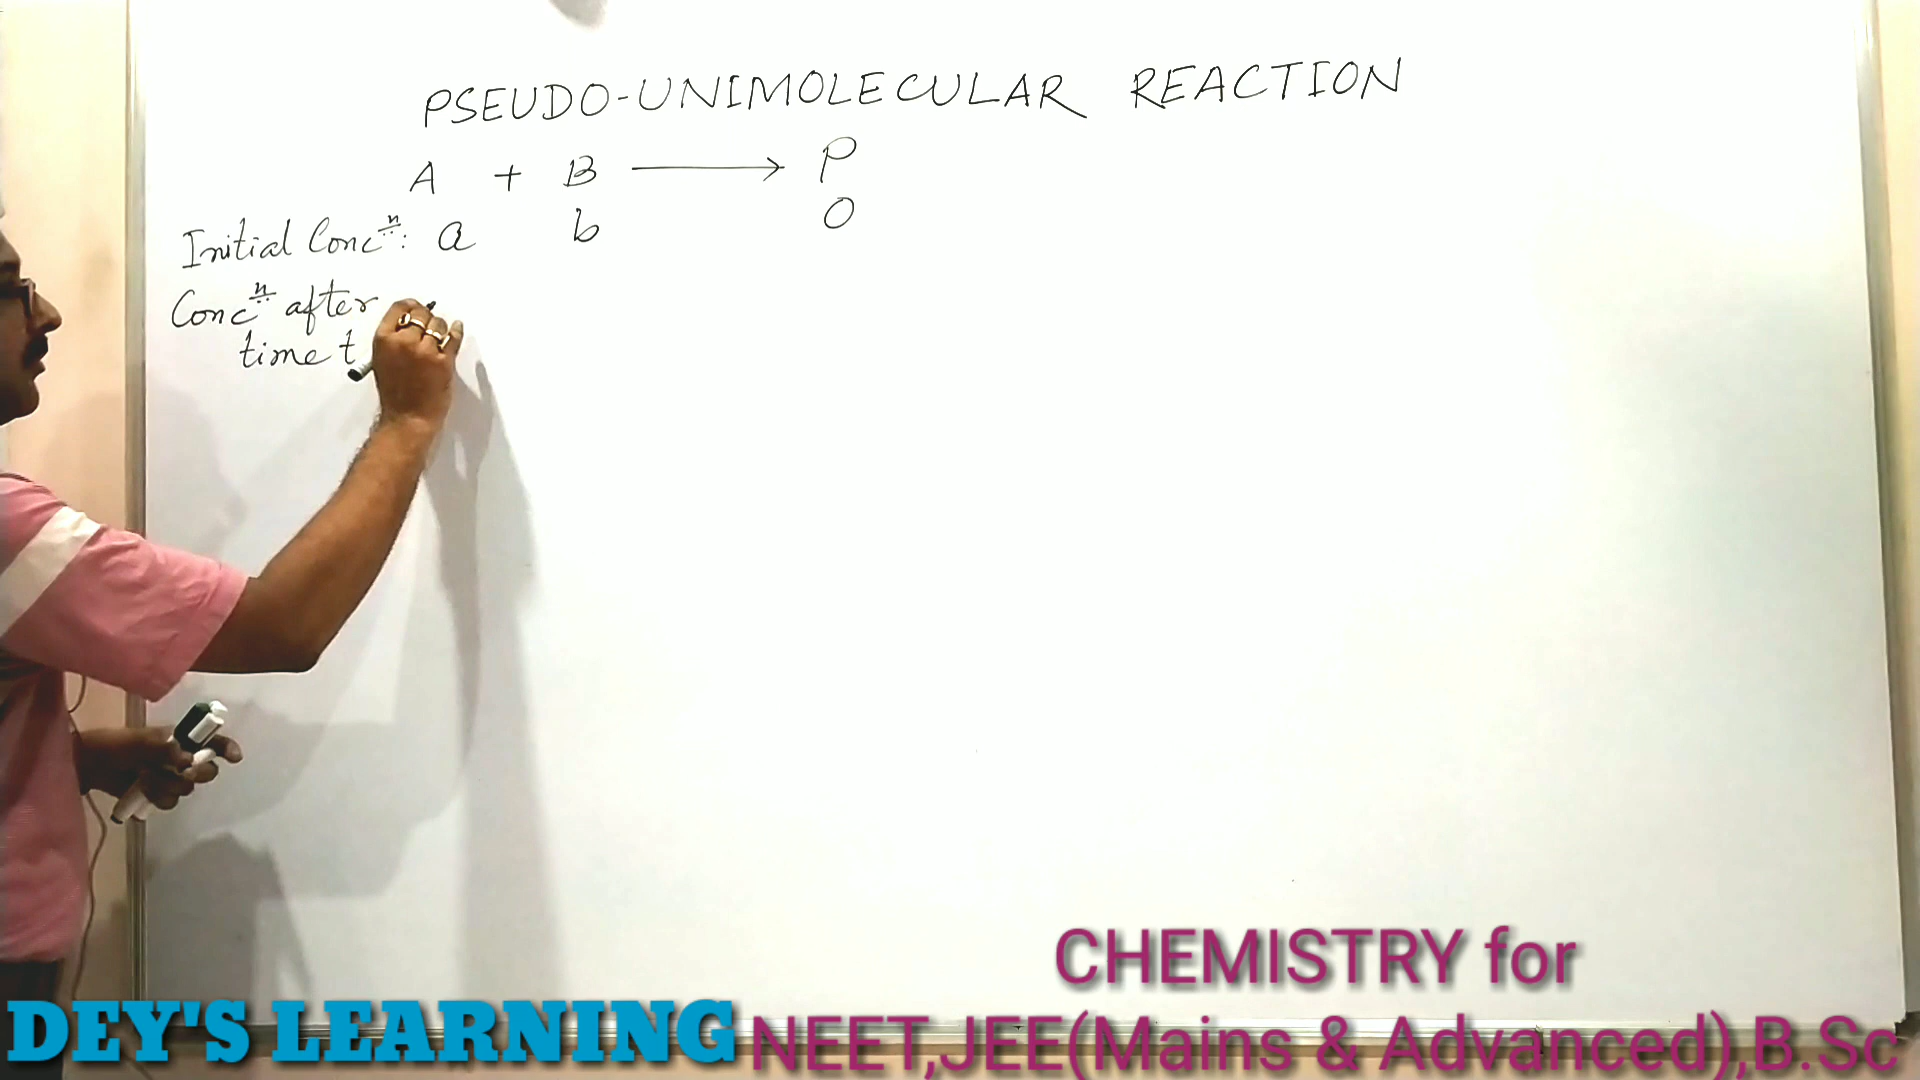 PSEUDO-UNIMOLECULAR REACTION
A + B ⟶ P
Initial Concⁿ: a b 0
Concⁿ after
time t
CHEMISTRY for
DEY'S LEARNING NEET,JEE(Mains & Advanced),B.Sc